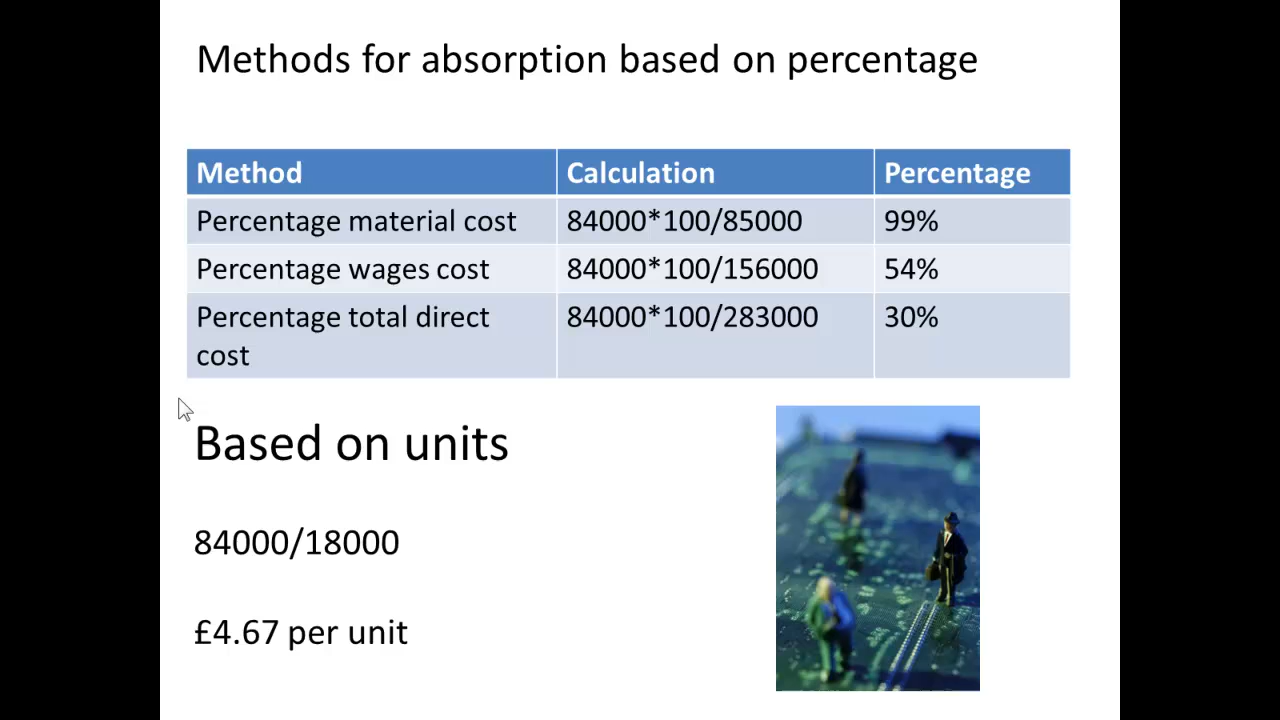 Methods for absorption based on percentage
Method Calculation Percentage
Percentage material cost 84000*100/85000 99%
Percentage wages cost 84000*100/156000 54%
Percentage total direct 84000*100/283000 30%
cost
Based on units
84000/18000
£4.67 per unit